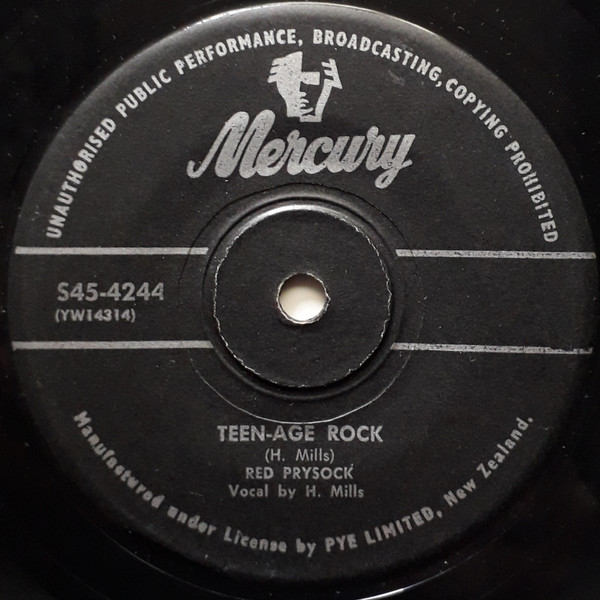 UNAUTHORISED PUBLIC PERFORMANCE, BROADCASTING, COPYING PROHIBITED
Mercury
S45-4244
(YW14314)
TEEN-AGE ROCK
(H. Mills)
RED PRYSOCK
Vocal by H. Mills
Manufactured under License by PYE LIMITED, New Zealand.